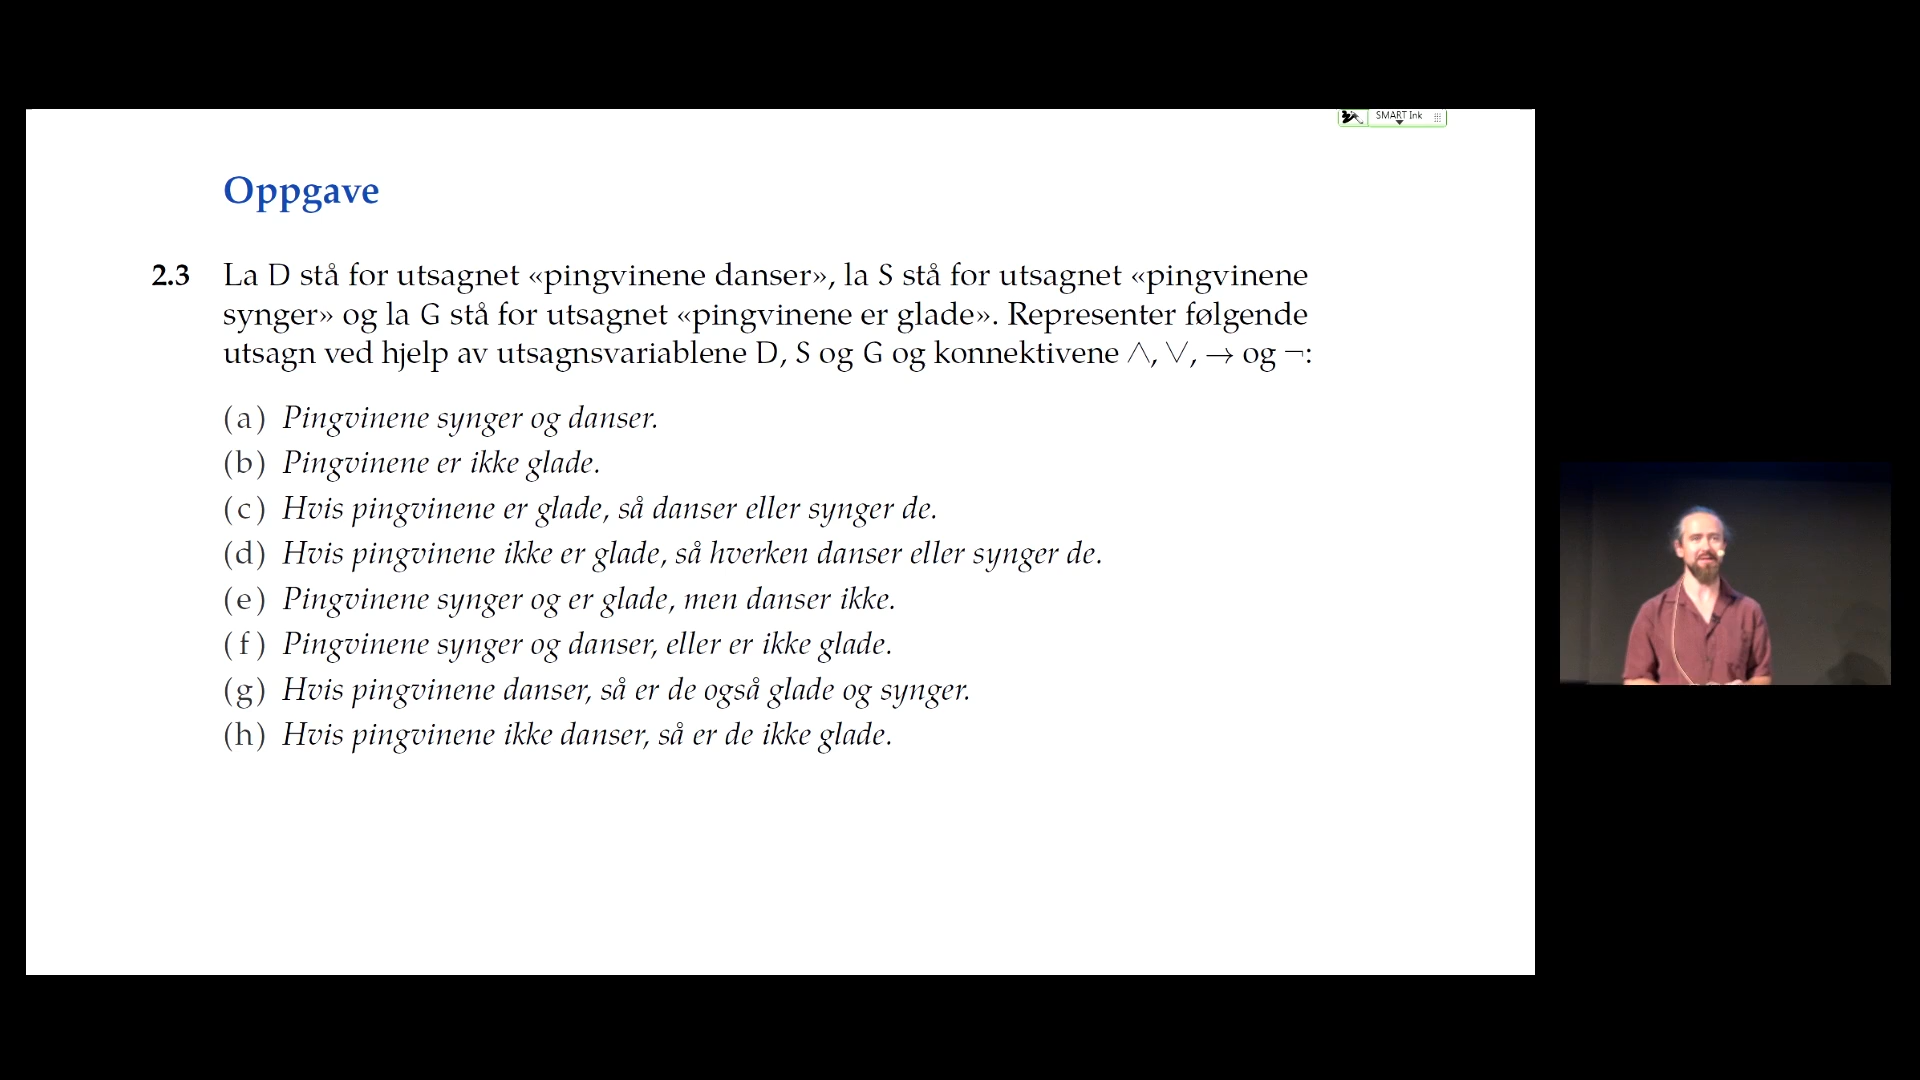 SMART Ink
Oppgave
2.3 La D stå for utsagnet «pingvinene danser», la S stå for utsagnet «pingvinene
synger» og la G stå for utsagnet «pingvinene er glade». Representer følgende
utsagn ved hjelp av utsagnsvariablene D, S og G og konnektivene ∧, ∨, → og ¬:
(a) Pingvinene synger og danser.
(b) Pingvinene er ikke glade.
(c) Hvis pingvinene er glade, så danser eller synger de.
(d) Hvis pingvinene ikke er glade, så hverken danser eller synger de.
(e) Pingvinene synger og er glade, men danser ikke.
(f) Pingvinene synger og danser, eller er ikke glade.
(g) Hvis pingvinene danser, så er de også glade og synger.
(h) Hvis pingvinene ikke danser, så er de ikke glade.